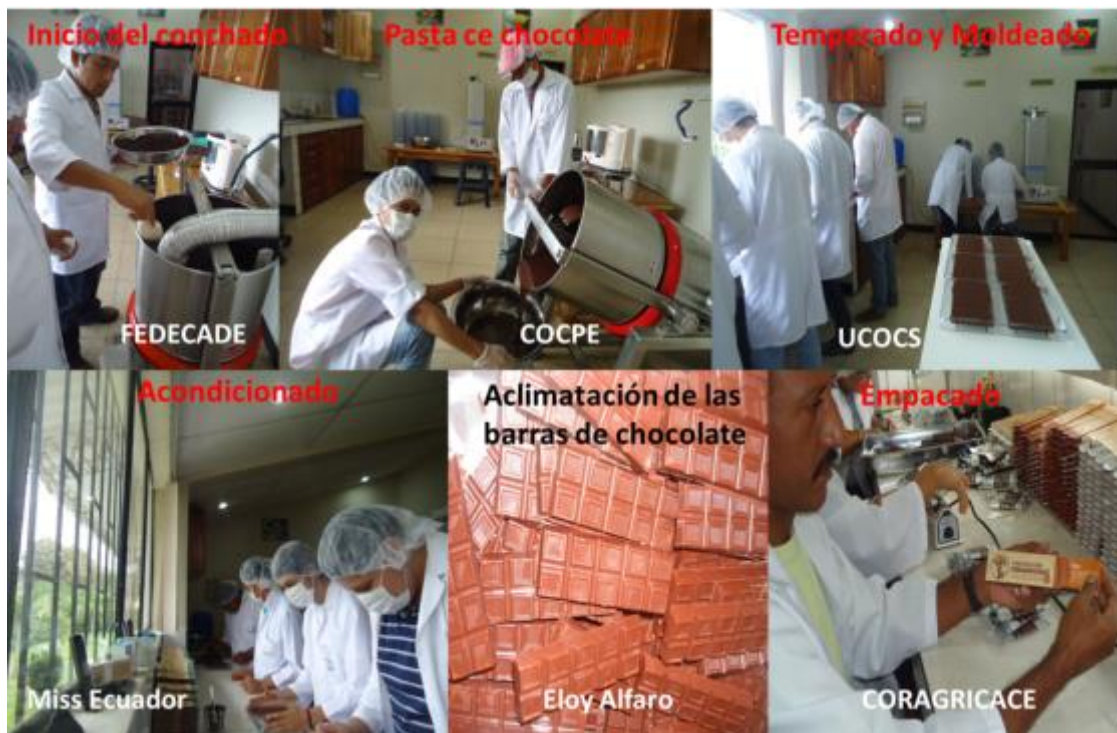 Inicio del conchado
FEDECADE
Pasta ce chocolate
COCPE
Temperado y Moldeado
UCOCS
Acondicionado
Miss Ecuador
Aclimatación de las
barras de chocolate
Eloy Alfaro
Empacado
CORAGRICACE